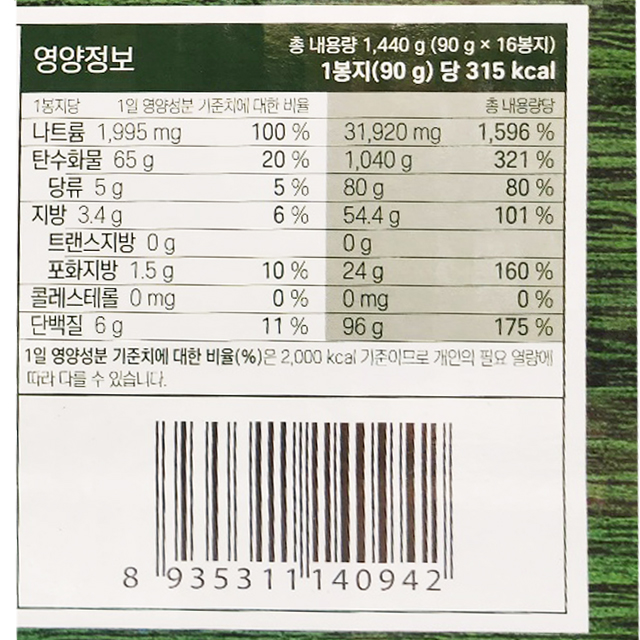 영양정보
총 내용량 1,440 g (90 g × 16봉지)
1봉지(90 g) 당 315 kcal
1봉지당 1일 영양성분 기준치에 대한 비율 총 내용량당
나트륨 1,995 mg 100 % 31,920 mg 1,596 %
탄수화물 65 g 20 % 1,040 g 321 %
당류 5 g 5 % 80 g 80 %
지방 3.4 g 6 % 54.4 g 101 %
트랜스지방 0 g 0 g
포화지방 1.5 g 10 % 24 g 160 %
콜레스테롤 0 mg 0 % 0 mg 0 %
단백질 6 g 11 % 96 g 175 %
1일 영양성분 기준치에 대한 비율(%)은 2,000 kcal 기준이므로 개인의 필요 열량에
따라 다를 수 있습니다.
8 935311 140942